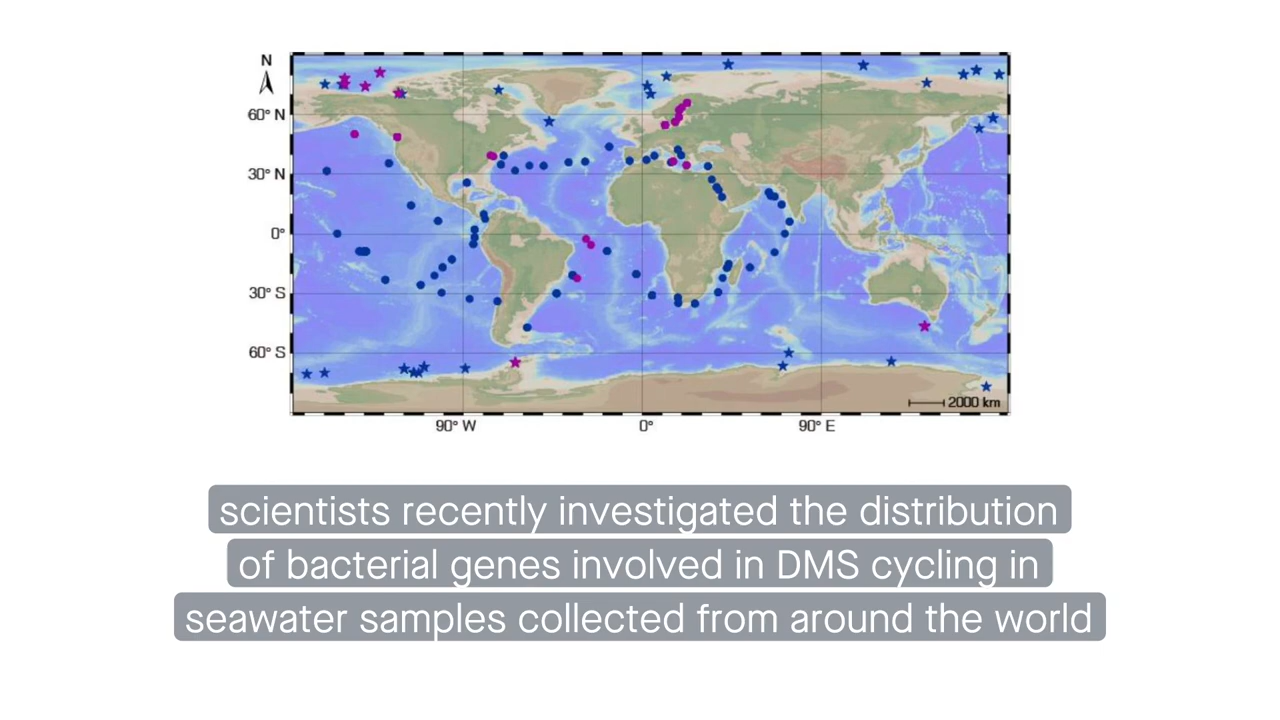 N
60° N
30° N
0°
30° S
60° S
2000 km
90° W
0°
90° E
scientists recently investigated the distribution
of bacterial genes involved in DMS cycling in
seawater samples collected from around the world